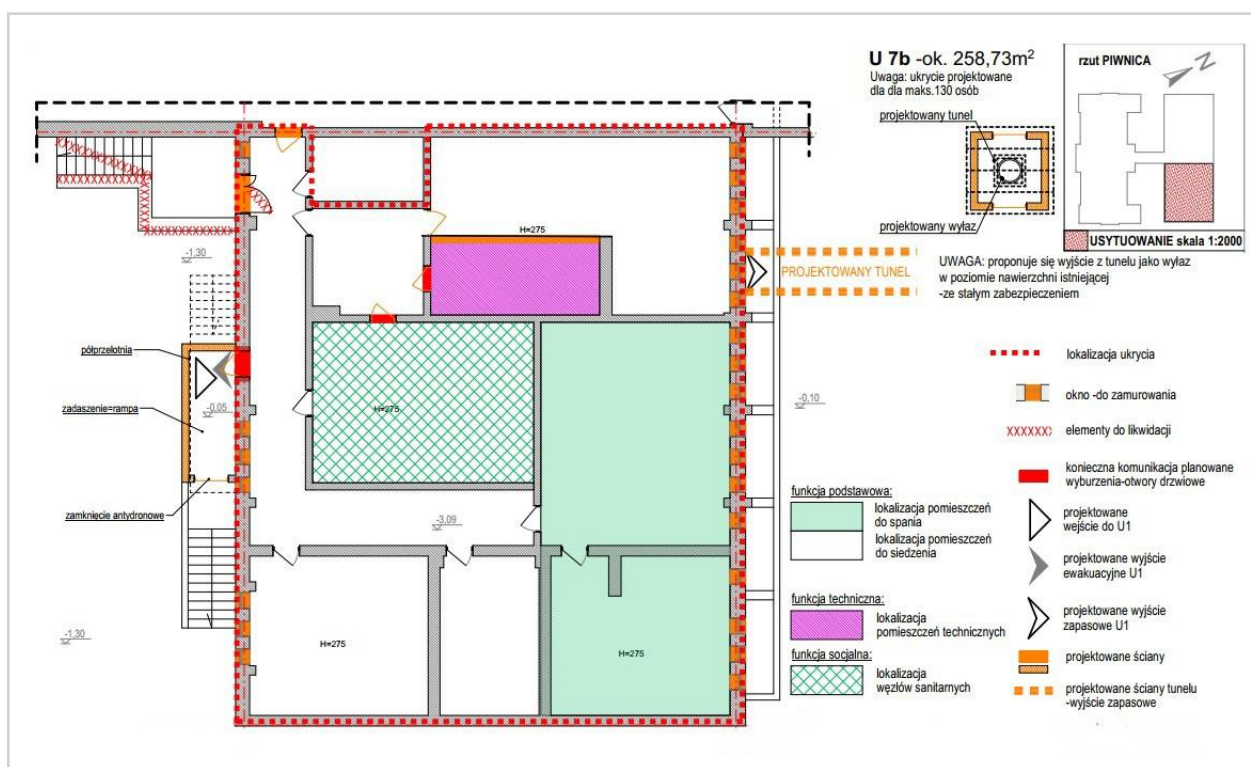 U 7b -ok. 258,73m²
Uwaga: ukrycie projektowane
dla dla maks.130 osób
projektowany tunel
projektowany wyłaz
rzut PIWNICA
N
USYTUOWANIE skala 1:2000
UWAGA: proponuje się wyjście z tunelu jako wyłaz
w poziomie nawierzchni istniejącej
-ze stałym zabezpieczeniem
PROJEKTOWANY TUNEL
H=275
-1.30
półprzelotnia
zadaszenie=rampa
-0.05
zamknięcie antydronowe
H=275
-0.10
-3,09
-1.30
H=275
H=275
lokalizacja ukrycia
okno -do zamurowania
XXXXXX
elementy do likwidacji
konieczna komunikacja planowane
wyburzenia-otwory drzwiowe
projektowane
wejście do U1
projektowane wyjście
ewakuacyjne U1
projektowane wyjście
zapasowe U1
projektowane ściany
projektowane ściany tunelu
-wyjście zapasowe
funkcja podstawowa:
lokalizacja pomieszczeń
do spania
lokalizacja pomieszczeń
do siedzenia
funkcja techniczna:
lokalizacja
pomieszczeń technicznych
funkcja socjalna:
lokalizacja
węzłów sanitarnych